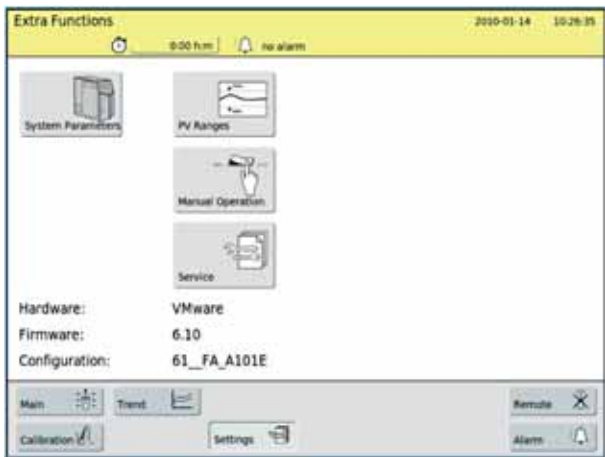 Extra Functions 2010-01-14 10:26:35
0:00 h:m no alarm
System Parameters PV Ranges
Manual Operation
Service
Hardware: VMware
Firmware: 6.10
Configuration: 61__FA_A101E
Main Trend Remote
Calibration Settings Alarm